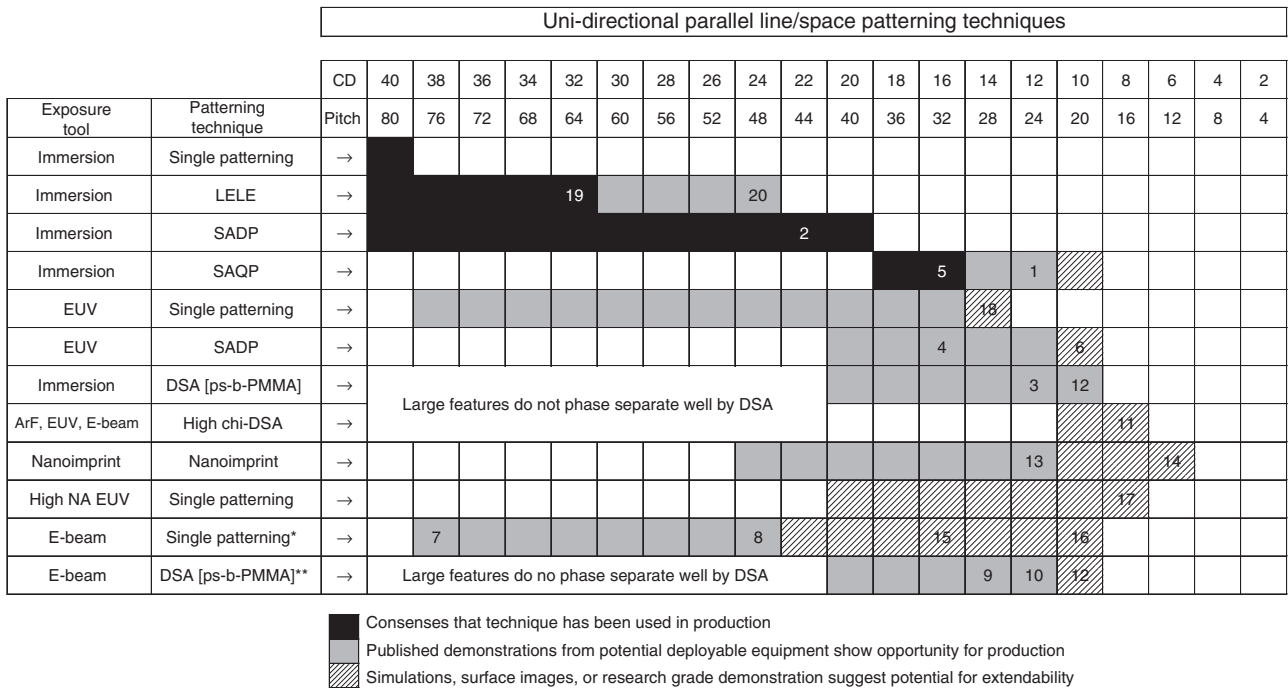 Uni-directional parallel line/space patterning techniques
CD 40 38 36 34 32 30 28 26 24 22 20 18 16 14 12 10 8 6 4 2
Exposure tool Patterning technique Pitch 80 76 72 68 64 60 56 52 48 44 40 36 32 28 24 20 16 12 8 4
Immersion Single patterning →
Immersion LELE → 19 20
Immersion SADP → 2
Immersion SAQP → 5 1
EUV Single patterning → 18
EUV SADP → 4 6
Immersion DSA [ps-b-PMMA] → 3 12
Large features do not phase separate well by DSA
ArF, EUV, E-beam High chi-DSA → 11
Nanoimprint Nanoimprint → 13 14
High NA EUV Single patterning → 17
E-beam Single patterning* → 7 8 15 16
E-beam DSA [ps-b-PMMA]** → Large features do no phase separate well by DSA 9 10 12
Consenses that technique has been used in production
Published demonstrations from potential deployable equipment show opportunity for production
Simulations, surface images, or research grade demonstration suggest potential for extendability